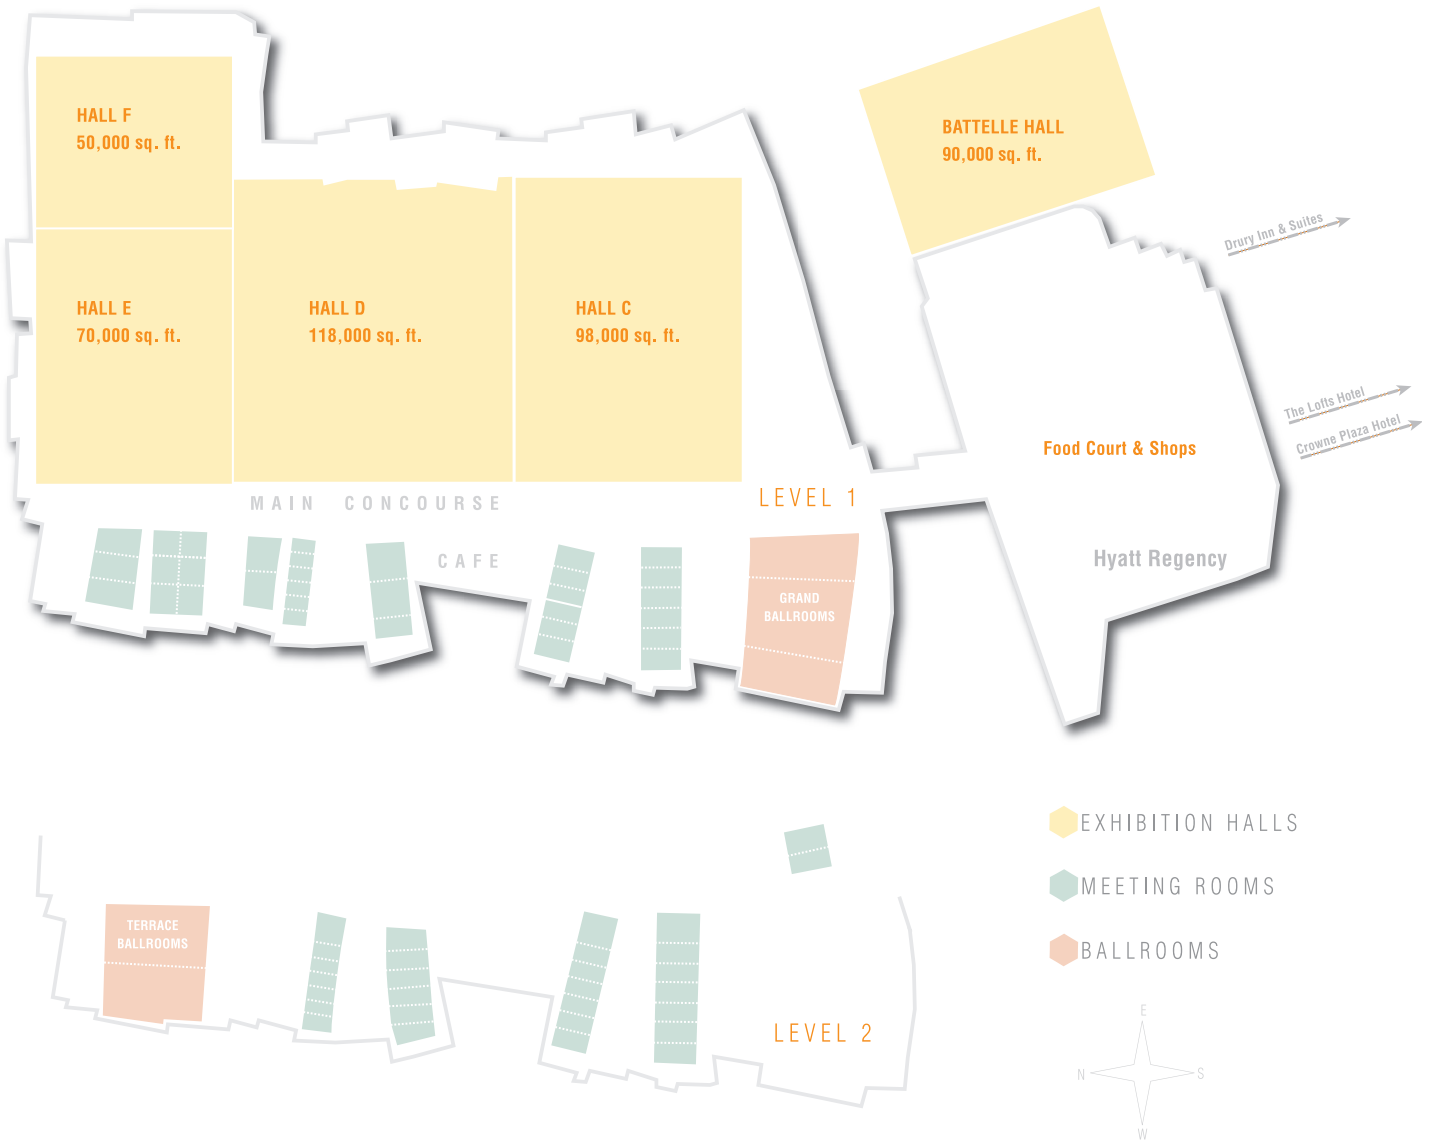 HALL F
50,000 sq. ft.
BATTELLE HALL
90,000 sq. ft.
Drury Inn & Suites
HALL E
70,000 sq. ft.
HALL D
118,000 sq. ft.
HALL C
98,000 sq. ft.
The Lofts Hotel
Crowne Plaza Hotel
Food Court & Shops
MAIN CONCOURSE
LEVEL 1
CAFE
Hyatt Regency
GRAND
BALLROOMS
EXHIBITION HALLS
MEETING ROOMS
BALLROOMS
TERRACE
BALLROOMS
LEVEL 2
E
N
S
W